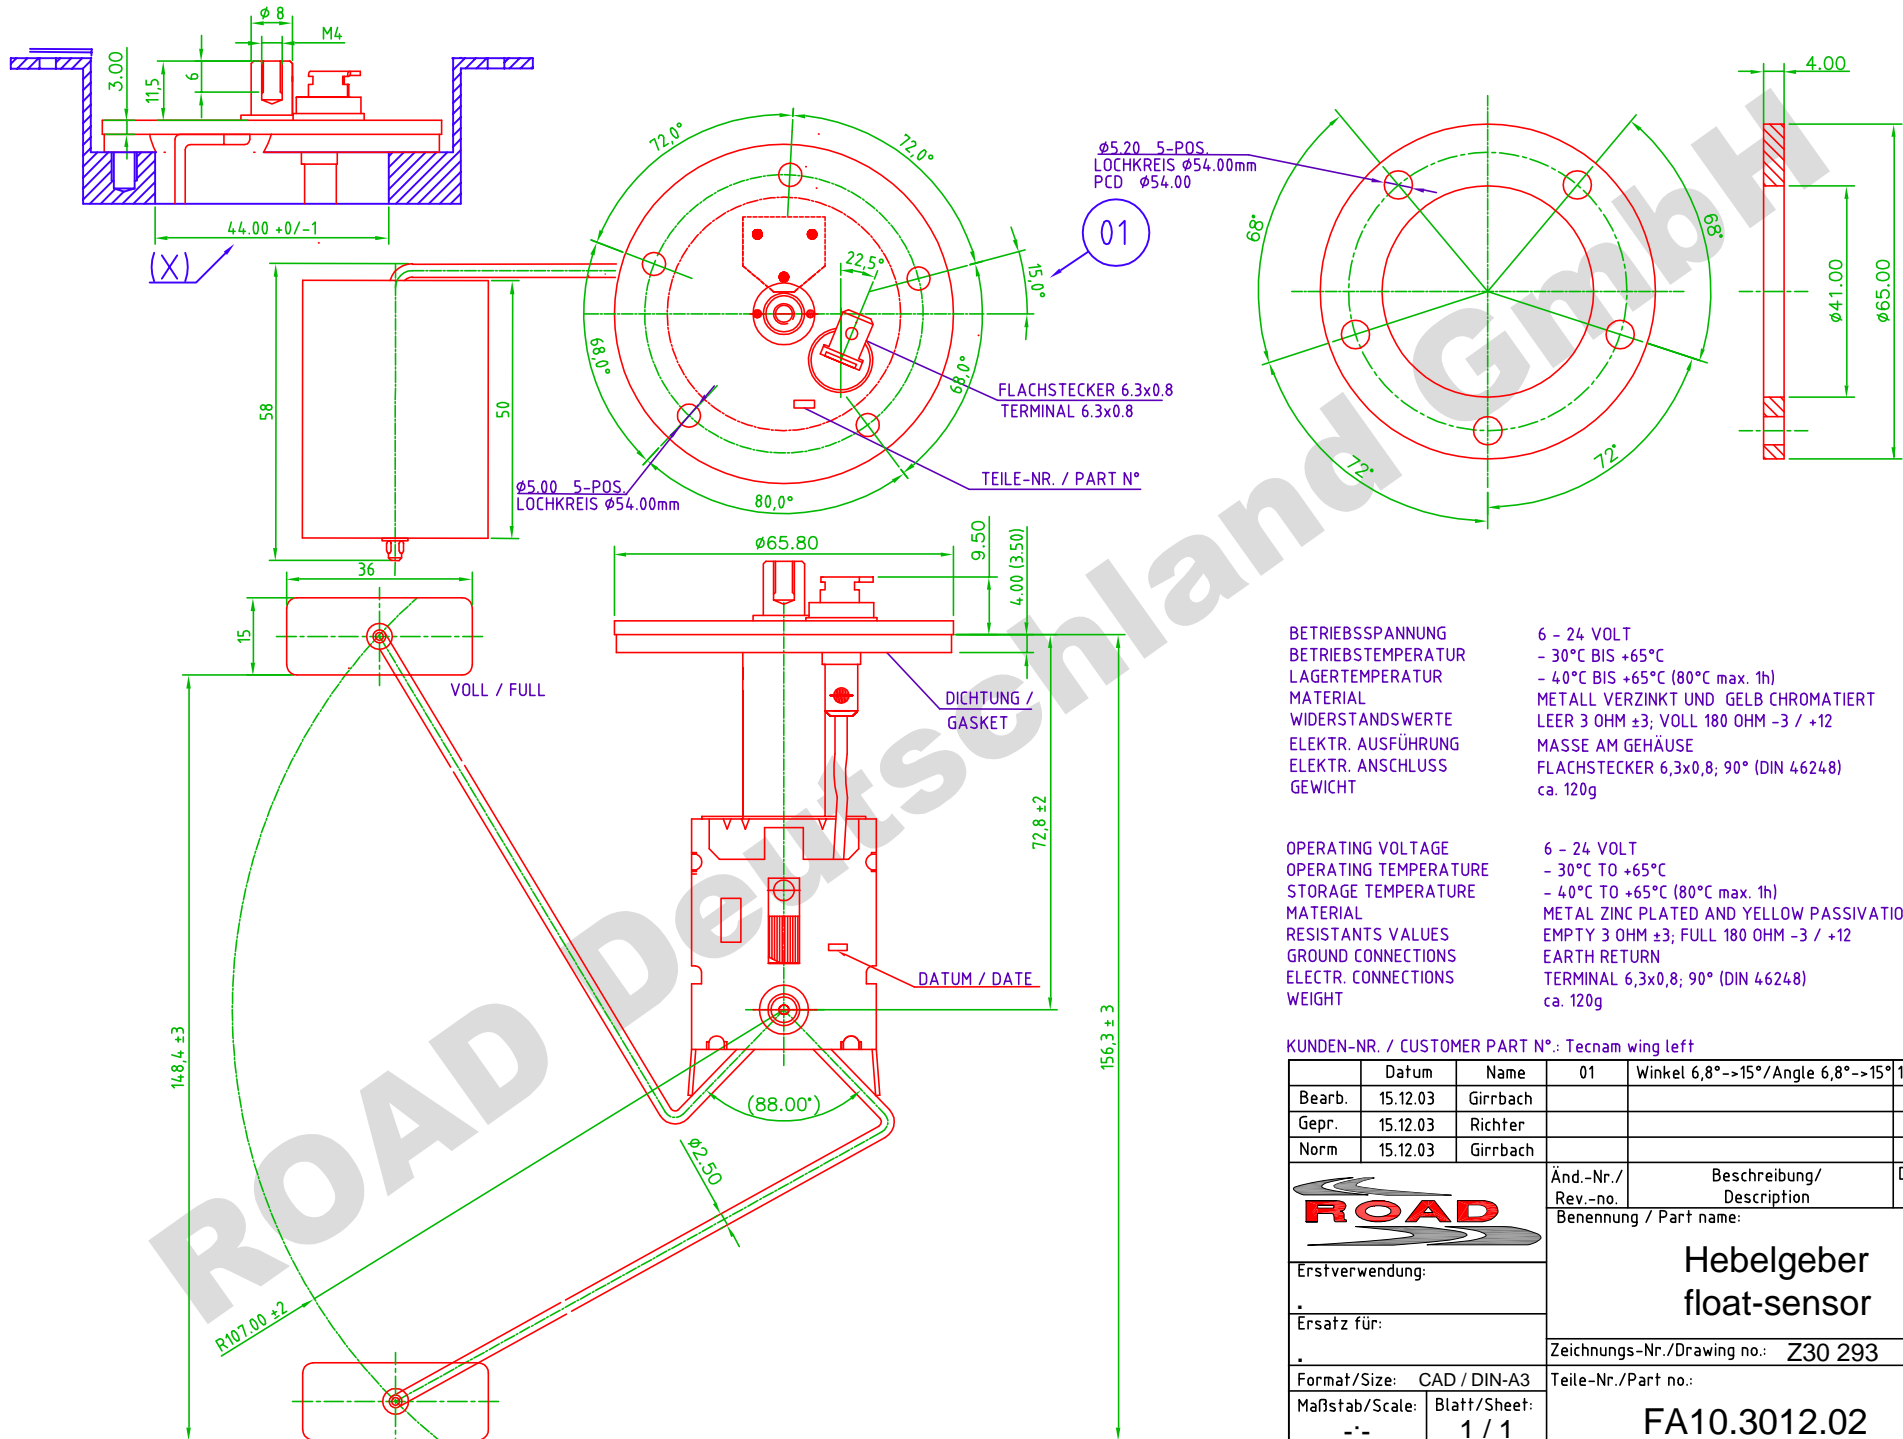 ø 8
M4
3.00
11,5
6
44.00 +0/-1
(X)
72,0°
72,0°
22,5°
15,0°
68,0°
68,0°
80,0°
01
ø5.20 5-POS.
LOCHKREIS ø54.00mm
PCD ø54.00
4.00
68°
68°
72°
72°
ø41.00
ø65.00
58
50
FLACHSTECKER 6.3x0.8
TERMINAL 6.3x0.8
TEILE-NR. / PART N°
ø5.00 5-POS.
LOCHKREIS ø54.00mm
36
15
VOLL / FULL
ø65.80
9.50
4.00 (3.50)
DICHTUNG /
GASKET
72,8 ±2
DATUM / DATE
156,3 ± 3
148,4 ±3
(88.00°)
ø2.50
R107.00 ±2
ROAD Deutschland GmbH
BETRIEBSSPANNUNG 6 - 24 VOLT
BETRIEBSTEMPERATUR - 30°C BIS +65°C
LAGERTEMPERATUR - 40°C BIS +65°C (80°C max. 1h)
MATERIAL METALL VERZINKT UND GELB CHROMATIERT
WIDERSTANDSWERTE LEER 3 OHM ±3; VOLL 180 OHM -3 / +12
ELEKTR. AUSFÜHRUNG MASSE AM GEHÄUSE
ELEKTR. ANSCHLUSS FLACHSTECKER 6,3x0,8; 90° (DIN 46248)
GEWICHT ca. 120g
OPERATING VOLTAGE 6 - 24 VOLT
OPERATING TEMPERATURE - 30°C TO +65°C
STORAGE TEMPERATURE - 40°C TO +65°C (80°C max. 1h)
MATERIAL METAL ZINC PLATED AND YELLOW PASSIVATIO
RESISTANTS VALUES EMPTY 3 OHM ±3; FULL 180 OHM -3 / +12
GROUND CONNECTIONS EARTH RETURN
ELECTR. CONNECTIONS TERMINAL 6,3x0,8; 90° (DIN 46248)
WEIGHT ca. 120g
KUNDEN-NR. / CUSTOMER PART N°.: Tecnam wing left
Datum Name 01 Winkel 6,8°->15°/Angle 6,8°->15° 1
Bearb. 15.12.03 Girrbach
Gepr. 15.12.03 Richter
Norm 15.12.03 Girrbach
Änd.-Nr./
Rev.-no.
Beschreibung/
Description
ROAD
Benennung / Part name:
Hebelgeber
float-sensor
Erstverwendung:
.
Ersatz für:
.
Zeichnungs-Nr./Drawing no.: Z30 293
Format/Size: CAD / DIN-A3
Teile-Nr./Part no.:
FA10.3012.02
Maßstab/Scale:
-·-
Blatt/Sheet:
1 / 1